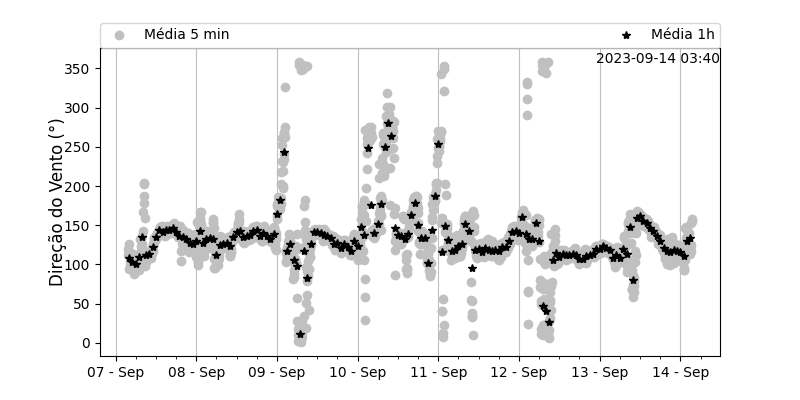 Média 5 min
Média 1h
2023-09-14 03:40
Direção do Vento (°)
350
300
250
200
150
100
50
0
07 - Sep
08 - Sep
09 - Sep
10 - Sep
11 - Sep
12 - Sep
13 - Sep
14 - Sep